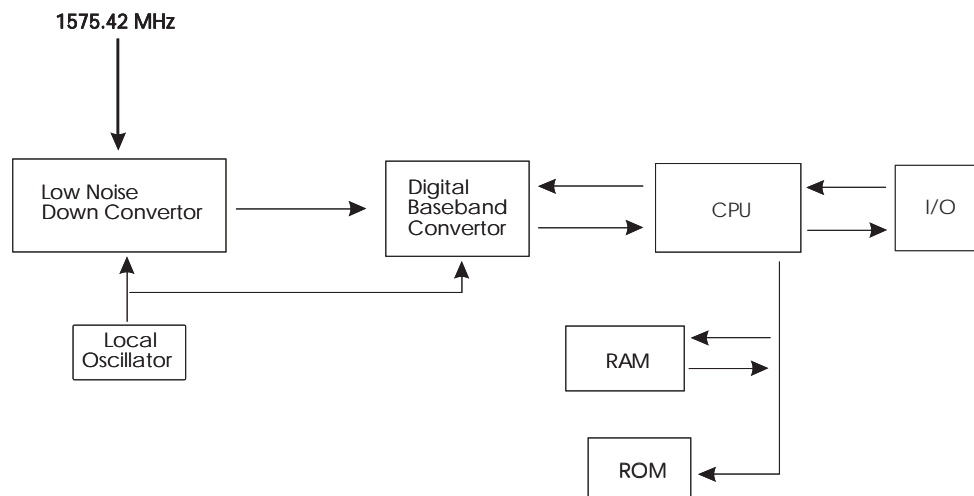 1575.42 MHz
Low Noise
Down Convertor
Digital
Baseband
Convertor
CPU
I/O
Local
Oscillator
RAM
ROM